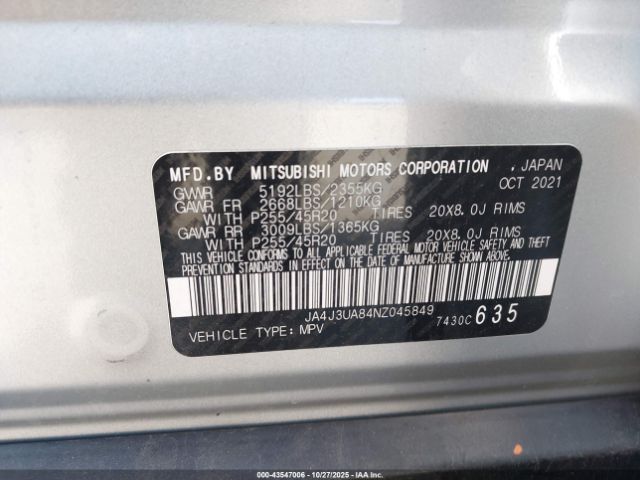 MFD.BY MITSUBISHI MOTORS CORPORATION . JAPAN
GVWR 5192LBS/2355KG OCT 2021
GAWR FR 2668LBS/1210KG
WITH P255/45R20 TIRES 20X8.0J RIMS
GAWR RR 3009LBS/1365KG
WITH P255/45R20 TIRES 20X8.0J RIMS
THIS VEHICLE CONFORMS TO ALL APPLICABLE FEDERAL MOTOR VEHICLE SAFETY AND THEFT
PREVENTION STANDARDS IN EFFECT ON THE DATE OF MANUFACTURE SHOWN ABOVE.
JA4J3UA84NZ045849 7430C 635
VEHICLE TYPE: MPV
000-43547006 - 10/27/2025 - IAAI.COM